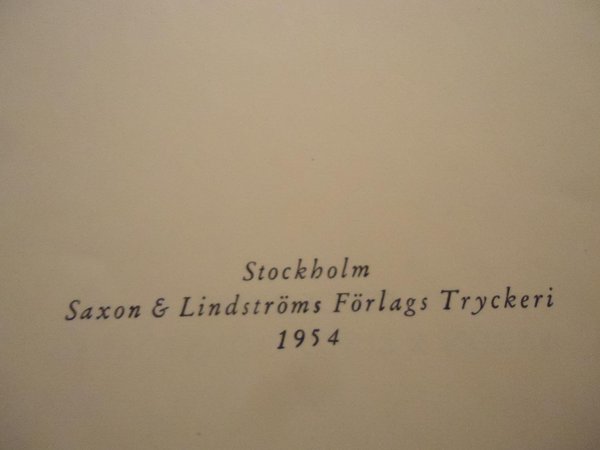 Stockholm
Saxon & Lindströms Förlags Tryckeri
1954